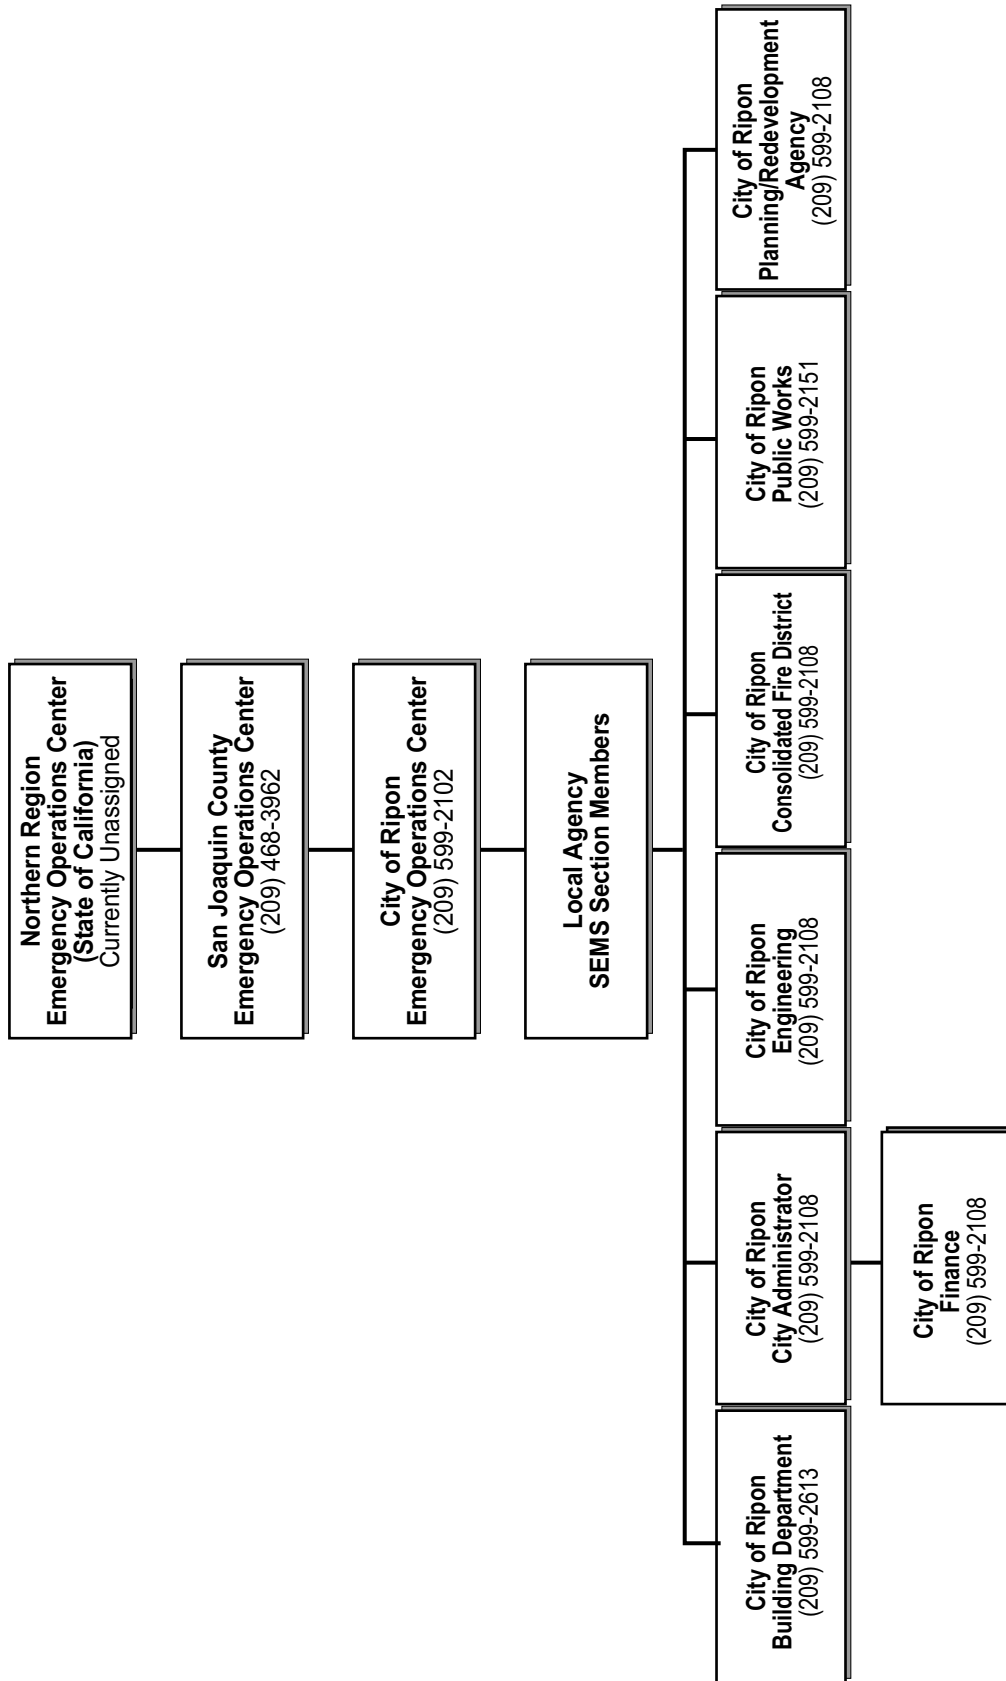 Northern Region
Emergency Operations Center
(State of California)
Currently Unassigned
San Joaquin County
Emergency Operations Center
(209) 468-3962
City of Ripon
Emergency Operations Center
(209) 599-2102
Local Agency
SEMS Section Members
City of Ripon
Building Department
(209) 599-2613
City of Ripon
City Administrator
(209) 599-2108
City of Ripon
Engineering
(209) 599-2108
City of Ripon
Consolidated Fire District
(209) 599-2108
City of Ripon
Public Works
(209) 599-2151
City of Ripon
Planning/Redevelopment
Agency
(209) 599-2108
City of Ripon
Finance
(209) 599-2108